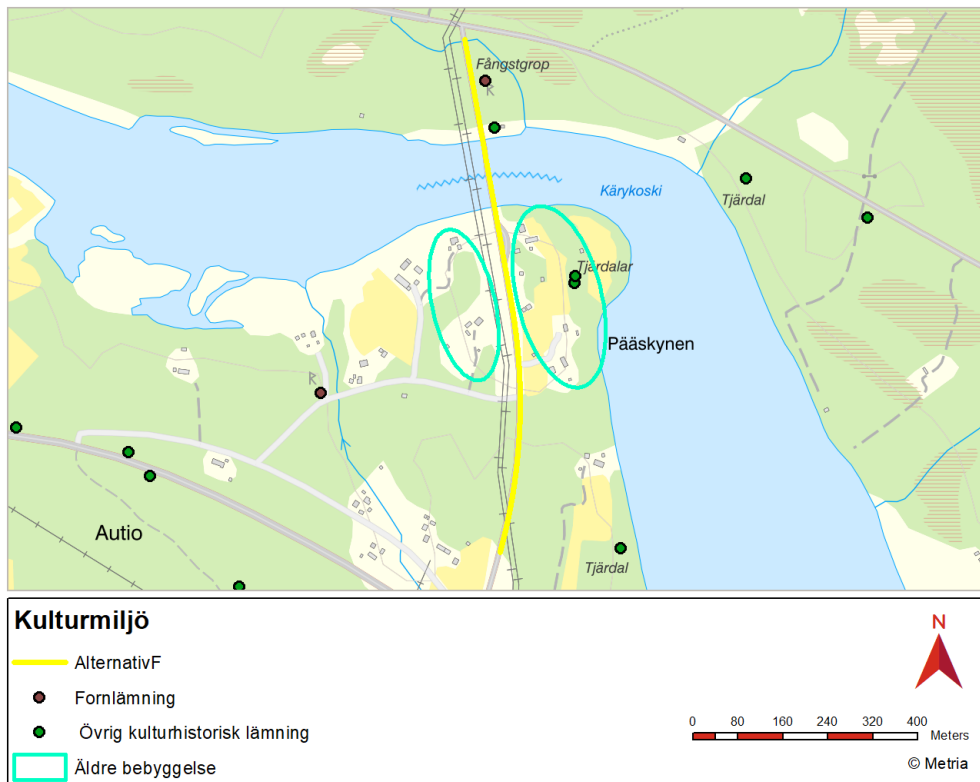 Fångstgrop
R
Kärykoski
Tjärdal
Tjärdalar
Pääskynen
R
Autio
Tjärdal
Kulturmiljö
AlternativF
Fornlämning
Övrig kulturhistorisk lämning
Äldre bebyggelse
N
0 80 160 240 320 400
Meters
© Metria